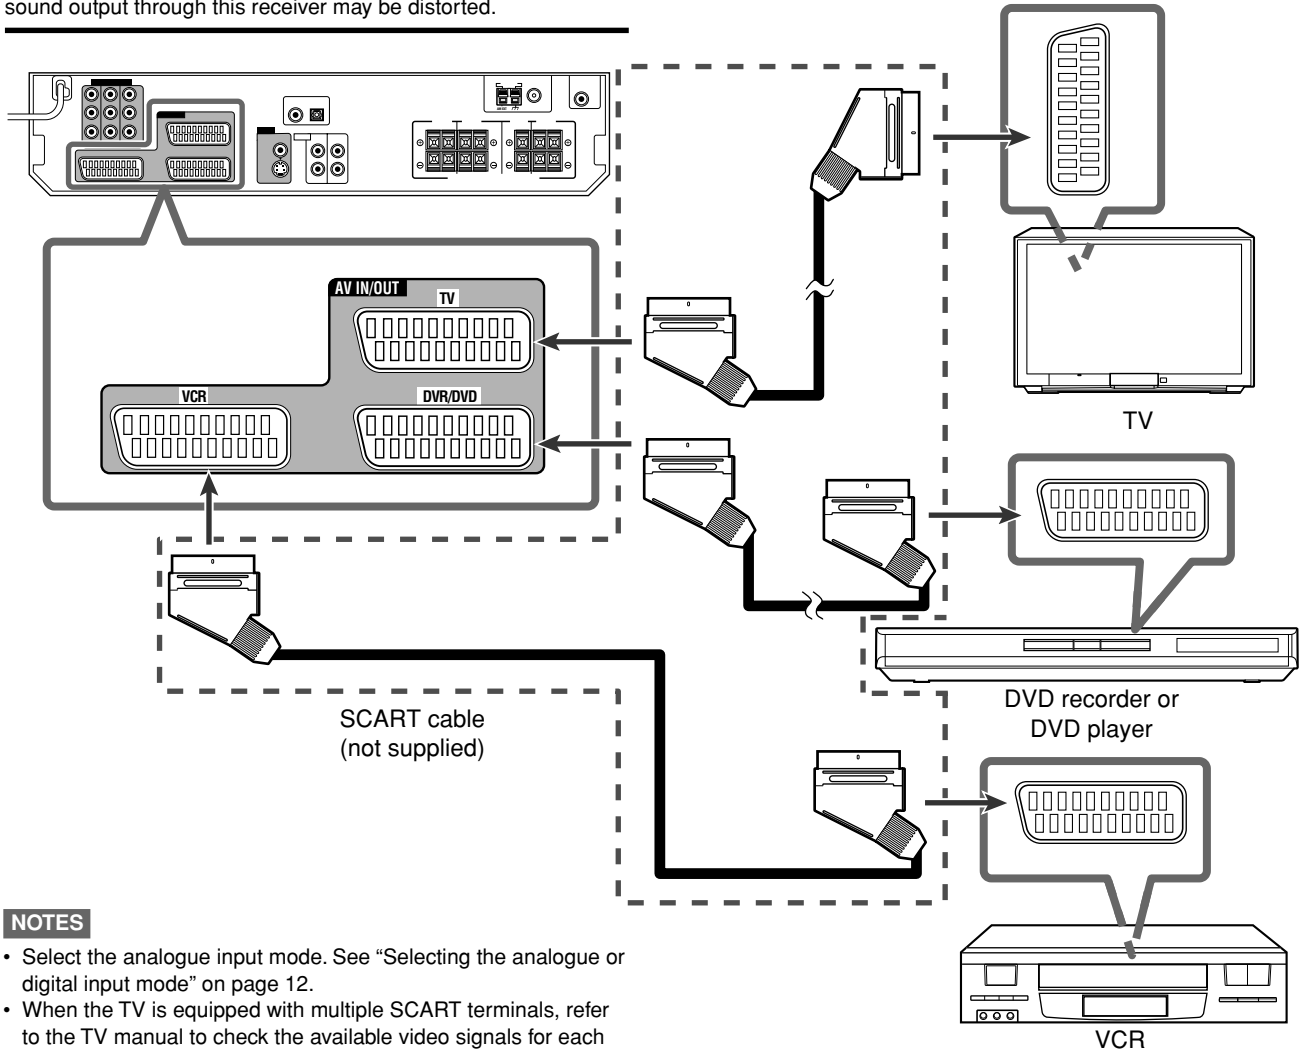 sound output through this receiver may be distorted.
AV IN/OUT
TV
VCR
DVR/DVD
TV
DVD recorder or
DVD player
SCART cable
(not supplied)
VCR
NOTES
• Select the analogue input mode. See “Selecting the analogue or
digital input mode” on page 12.
• When the TV is equipped with multiple SCART terminals, refer
to the TV manual to check the available video signals for each